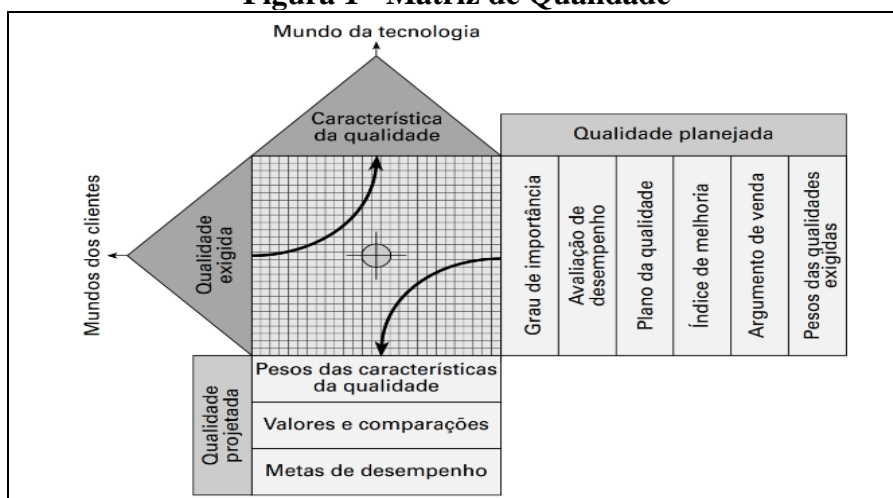 Figura 1 - Matriz de Qualidade
Mundo da tecnologia
Característica
da qualidade
Qualidade planejada
Mundos dos clientes
Qualidade
exigida
Grau de importância
Avaliação de
desempenho
Plano da qualidade
Índice de melhoria
Argumento de venda
Pesos das qualidades
exigidas
Qualidade
projetada
Pesos das características
da qualidade
Valores e comparações
Metas de desempenho